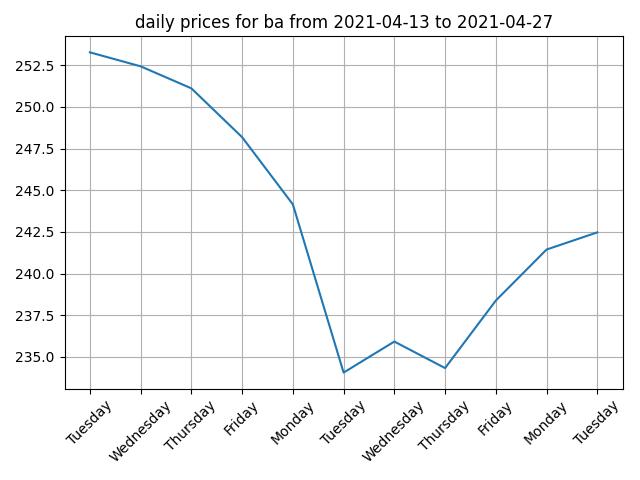 daily prices for ba from 2021-04-13 to 2021-04-27
252.5
250.0
247.5
245.0
242.5
240.0
237.5
235.0
Tuesday
Wednesday
Thursday
Friday
Monday
Tuesday
Wednesday
Thursday
Friday
Monday
Tuesday